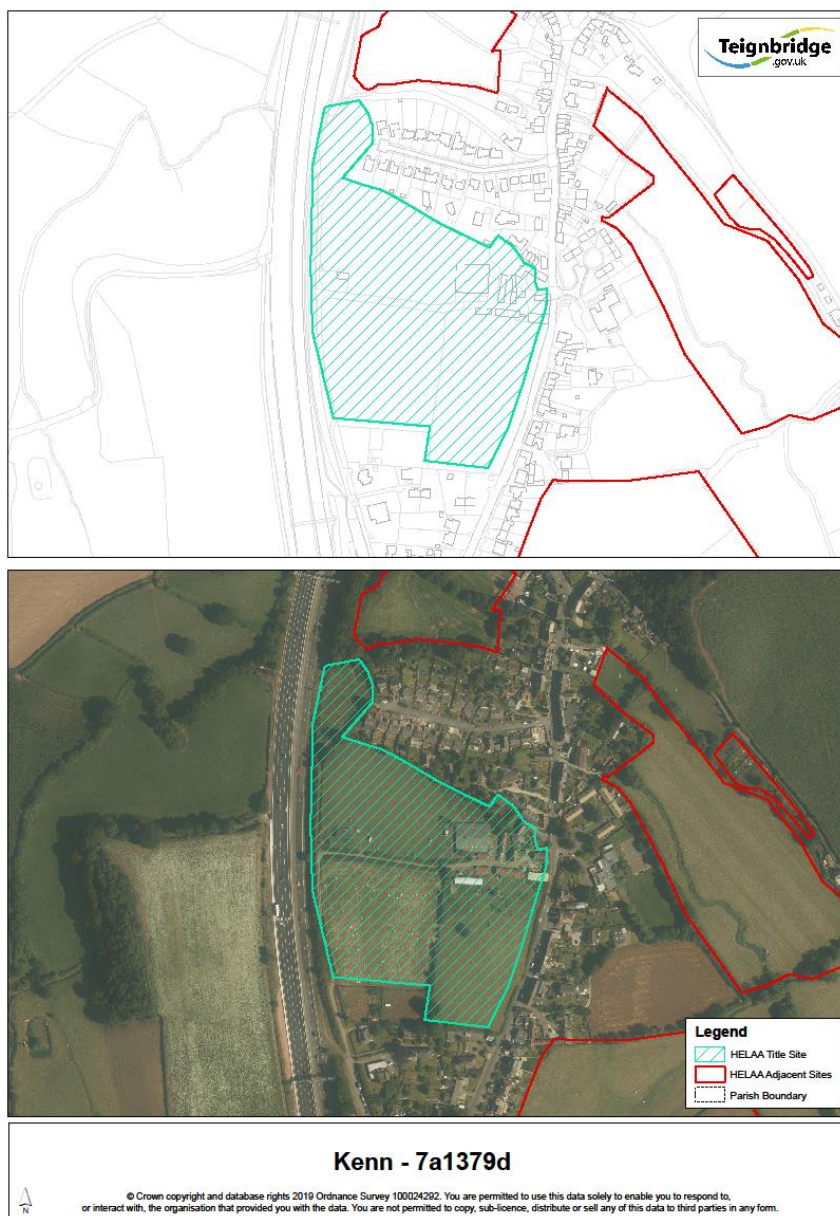 Teignbridge
.gov.uk
Legend
HELAA Title Site
HELAA Adjacent Sites
Parish Boundary
Kenn - 7a1379d
N
© Crown copyright and database rights 2019 Ordnance Survey 100024292. You are permitted to use this data solely to enable you to respond to,
or interact with, the organisation that provided you with the data. You are not permitted to copy, sub-licence, distribute or sell any of this data to third parties in any form.